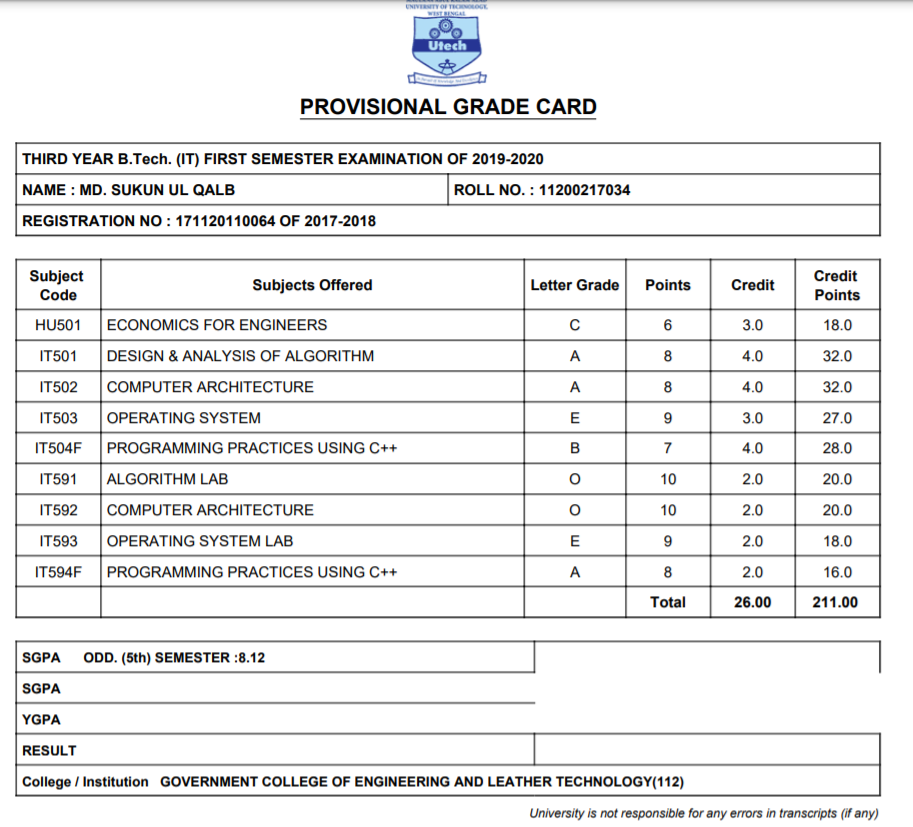 UNIVERSITY OF TECHNOLOGY,
WEST BENGAL
Utech
PROVISIONAL GRADE CARD
THIRD YEAR B.Tech. (IT) FIRST SEMESTER EXAMINATION OF 2019-2020
NAME : MD. SUKUN UL QALB ROLL NO. : 11200217034
REGISTRATION NO : 171120110064 OF 2017-2018
Subject Code Subjects Offered Letter Grade Points Credit Credit Points
HU501 ECONOMICS FOR ENGINEERS C 6 3.0 18.0
IT501 DESIGN & ANALYSIS OF ALGORITHM A 8 4.0 32.0
IT502 COMPUTER ARCHITECTURE A 8 4.0 32.0
IT503 OPERATING SYSTEM E 9 3.0 27.0
IT504F PROGRAMMING PRACTICES USING C++ B 7 4.0 28.0
IT591 ALGORITHM LAB O 10 2.0 20.0
IT592 COMPUTER ARCHITECTURE O 10 2.0 20.0
IT593 OPERATING SYSTEM LAB E 9 2.0 18.0
IT594F PROGRAMMING PRACTICES USING C++ A 8 2.0 16.0
Total 26.00 211.00
SGPA ODD. (5th) SEMESTER :8.12
SGPA
YGPA
RESULT
College / Institution GOVERNMENT COLLEGE OF ENGINEERING AND LEATHER TECHNOLOGY(112)
University is not responsible for any errors in transcripts (if any)